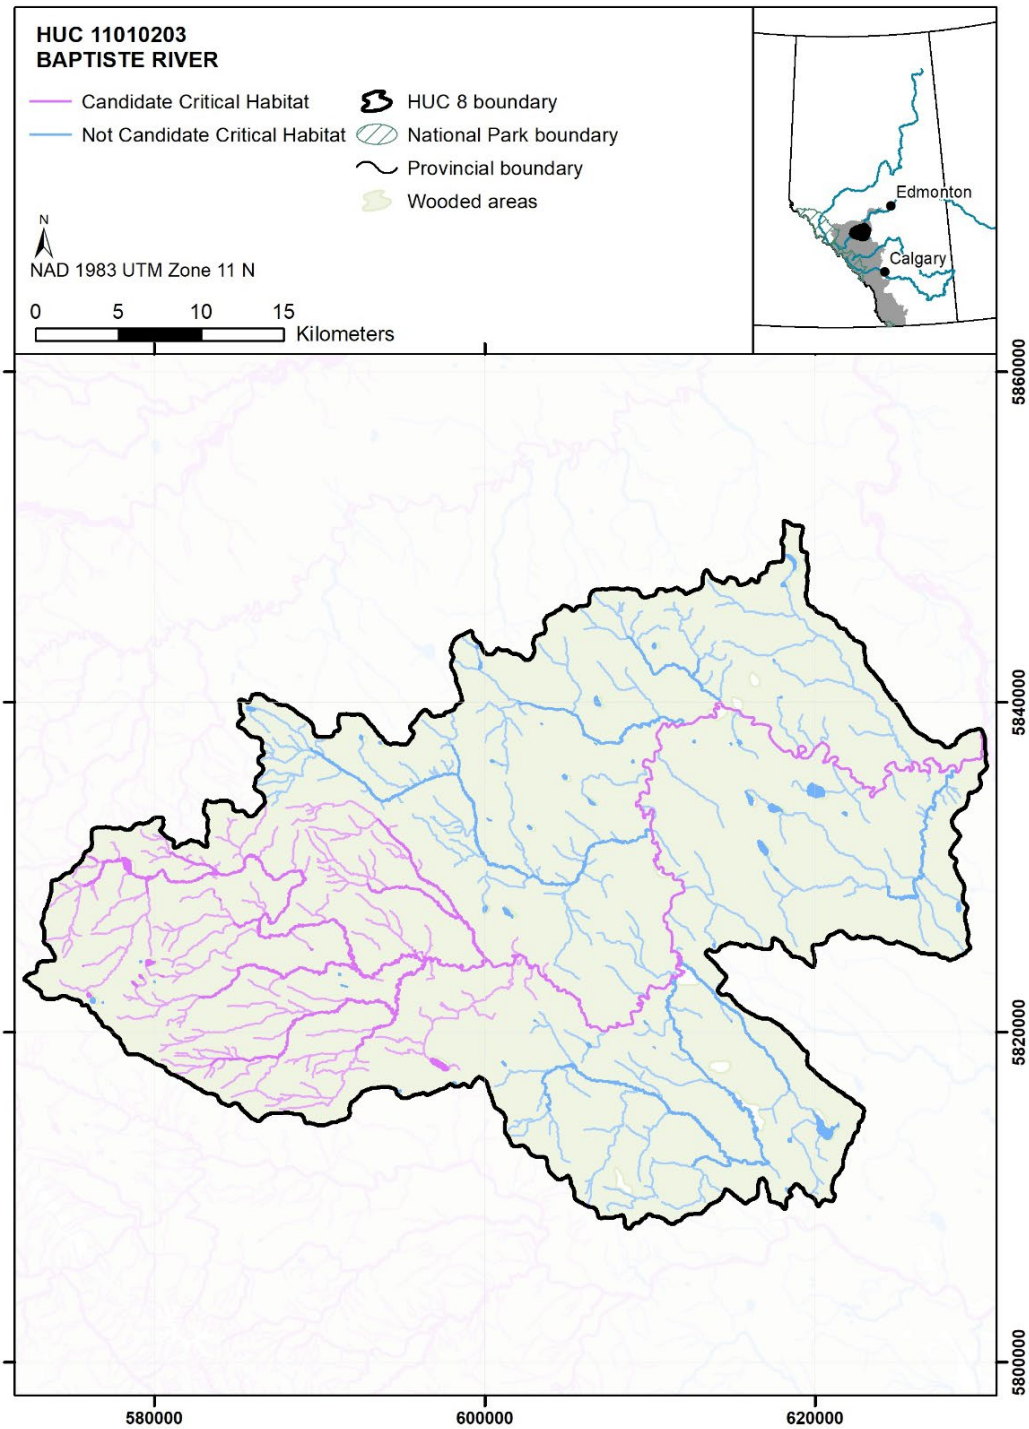 HUC 11010203
BAPTISTE RIVER
Candidate Critical Habitat
Not Candidate Critical Habitat
HUC 8 boundary
National Park boundary
Provincial boundary
Wooded areas
N
NAD 1983 UTM Zone 11 N
0 5 10 15
Kilometers
Edmonton
Calgary
5860000
5840000
5820000
5800000
580000 600000 620000